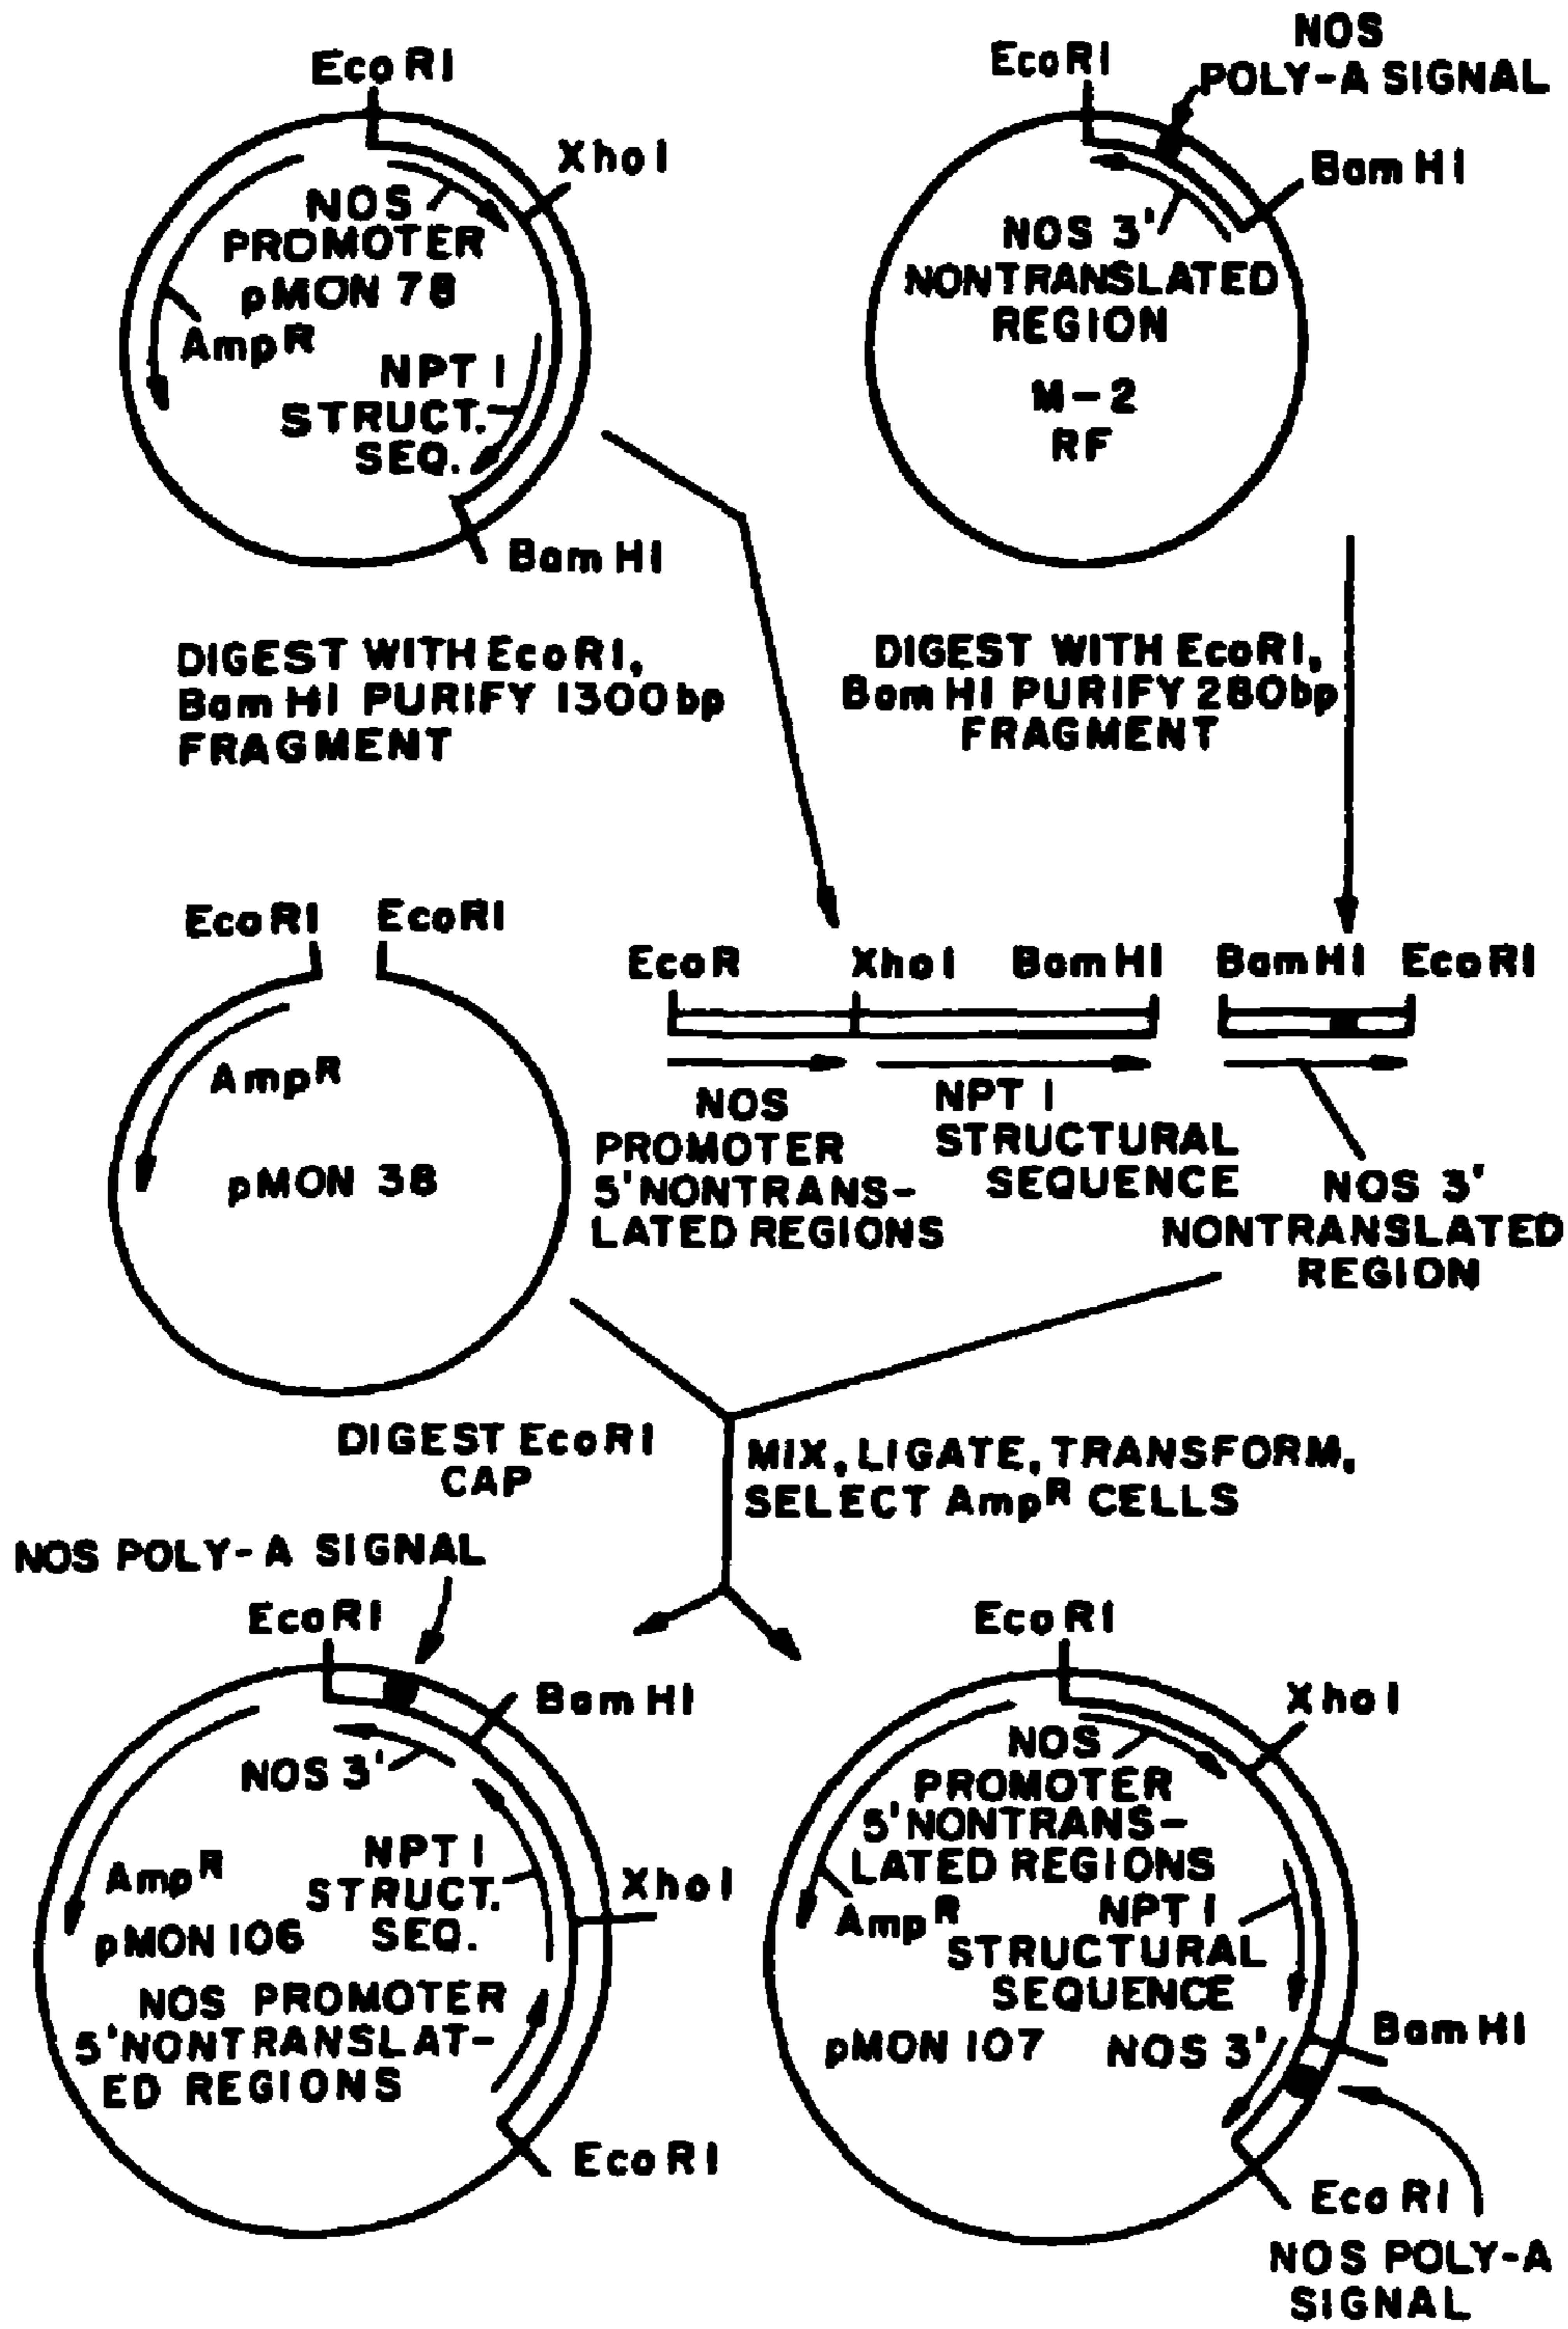 EcoRI
XhoI
NOS
PROMOTER
pMON 78
AmpR
NPT I
STRUCT.
SEQ.
BamHI
NOS
POLY-A SIGNAL
EcoRI
BamHI
NOS 3'
NONTRANSLATED
REGION
M-2
RF
DIGEST WITH EcoRI,
BamHI PURIFY 1300bp
FRAGMENT
DIGEST WITH EcoRI,
BamHI PURIFY 280bp
FRAGMENT
EcoRI EcoRI
AmpR
pMON 38
EcoR XhoI BamHI BamHI EcoRI
NOS
PROMOTER
5'NONTRANS-
LATED REGIONS
NPT I
STRUCTURAL
SEQUENCE
NOS 3'
NONTRANSLATED
REGION
DIGEST EcoRI
CAP
MIX, LIGATE, TRANSFORM,
SELECT AmpR CELLS
NOS POLY-A SIGNAL
EcoRI
BamHI
NOS 3'
NPT I
STRUCT.
SEQ.
XhoI
AmpR
pMON 106
NOS PROMOTER
5'NONTRANSLAT-
ED REGIONS
EcoRI
EcoRI
XhoI
NOS
PROMOTER
5'NONTRANS-
LATED REGIONS
AmpR
NPT I
STRUCTURAL
SEQUENCE
pMON 107
NOS 3'
BamHI
EcoRI
NOS POLY-A
SIGNAL